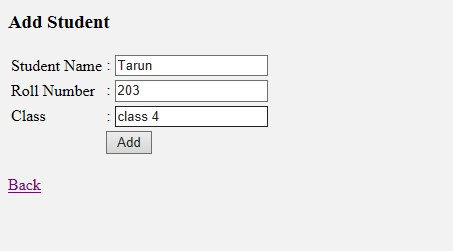 Add Student
Student Name : Tarun
Roll Number : 203
Class : class 4
Add
Back